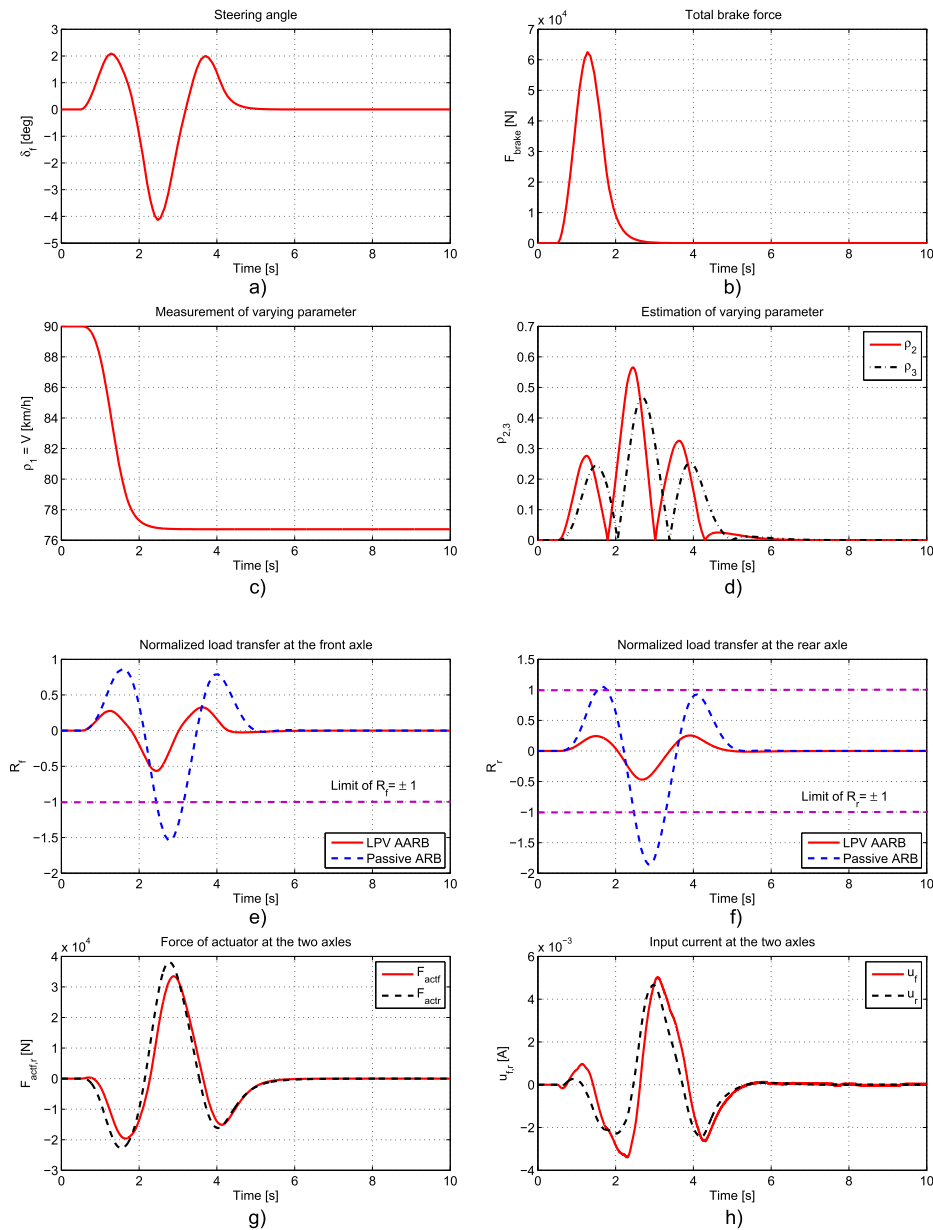 Steering angle
3
2
1
0
−1
−2
−3
−4
−5
δf [deg]
0 2 4 6 8 10
Time [s]
a)
Total brake force
x 10^4
7
6
5
4
3
2
1
0
Fbrake [N]
0 2 4 6 8 10
Time [s]
b)
Measurement of varying parameter
90
88
86
84
82
80
78
76
ρ1 = V [km/h]
0 2 4 6 8 10
Time [s]
c)
Estimation of varying parameter
0.7
0.6
0.5
0.4
0.3
0.2
0.1
0
ρ2,3
ρ2
ρ3
0 2 4 6 8 10
Time [s]
d)
Normalized load transfer at the front axle
1
0.5
0
−0.5
−1
−1.5
−2
Rf
Limit of Rf= ± 1
LPV AARB
Passive ARB
0 2 4 6 8 10
Time [s]
e)
Normalized load transfer at the rear axle
1.5
1
0.5
0
−0.5
−1
−1.5
−2
Rr
Limit of Rr= ± 1
LPV AARB
Passive ARB
0 2 4 6 8 10
Time [s]
f)
Force of actuator at the two axles
x 10^4
4
3
2
1
0
−1
−2
−3
Factf,r [N]
Factf
Factr
0 2 4 6 8 10
Time [s]
g)
Input current at the two axles
x 10^−3
6
4
2
0
−2
−4
uf,r [A]
uf
ur
0 2 4 6 8 10
Time [s]
h)